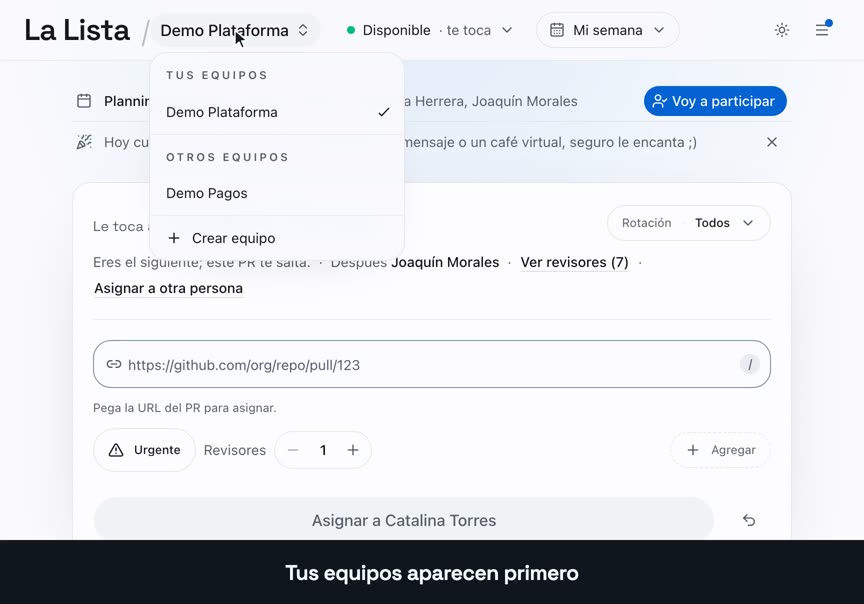 La Lista / Demo Plataforma Disponible · te toca Mi semana
TUS EQUIPOS
Demo Plataforma
OTROS EQUIPOS
Demo Pagos
+ Crear equipo
a Herrera, Joaquín Morales Voy a participar
Hoy mensaje o un café virtual, seguro le encanta ;)
Le toca Rotación · Todos
Eres el siguiente; este PR te salta. · Después Joaquín Morales · Ver revisores (7) ·
Asignar a otra persona
https://github.com/org/repo/pull/123 /
Pega la URL del PR para asignar.
Urgente Revisores − 1 + + Agregar
Asignar a Catalina Torres
Tus equipos aparecen primero